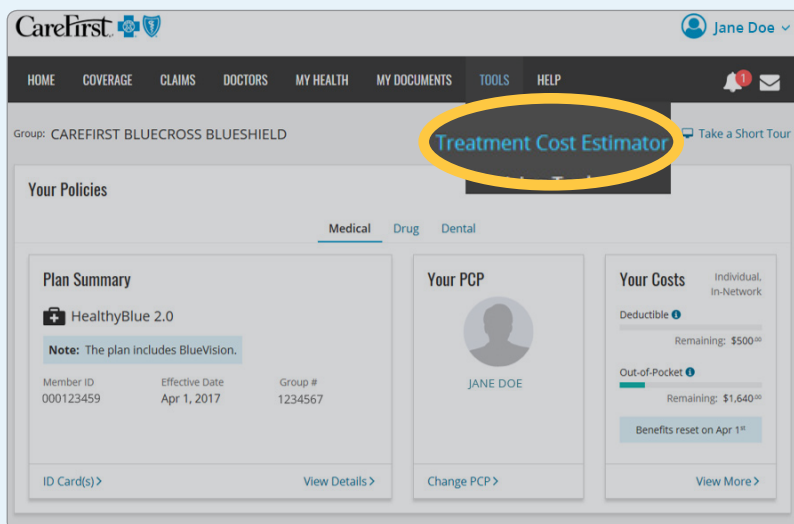 CareFirst.
Jane Doe
HOME COVERAGE CLAIMS DOCTORS MY HEALTH MY DOCUMENTS TOOLS HELP
1
Group: CAREFIRST BLUECROSS BLUESHIELD
Treatment Cost Estimator
Take a Short Tour
Your Policies
Medical Drug Dental
Plan Summary
HealthyBlue 2.0
Note: The plan includes BlueVision.
Member ID Effective Date Group #
000123459 Apr 1, 2017 1234567
ID Card(s) > View Details >
Your PCP
JANE DOE
Change PCP >
Your Costs
Individual,
In-Network
Deductible
Remaining: $500.00
Out-of-Pocket
Remaining: $1,640.00
Benefits reset on Apr 1st
View More >